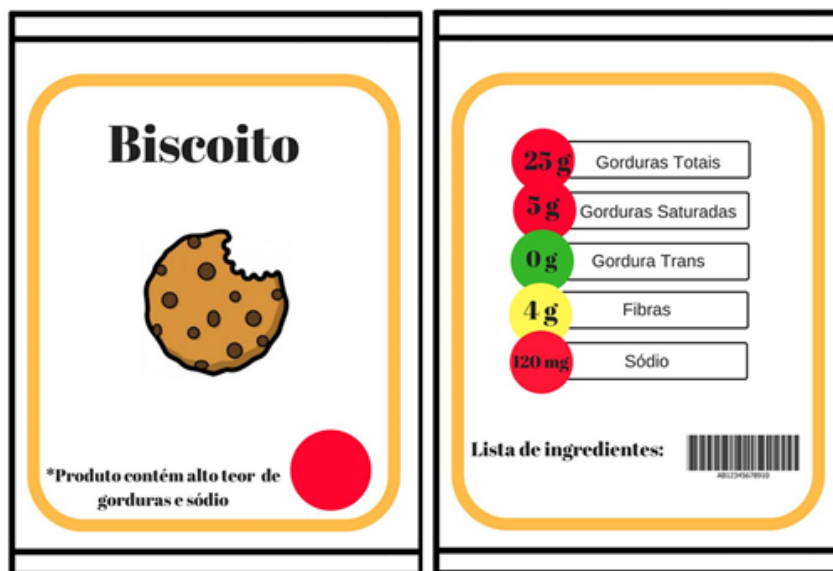 Biscoito
*Produto contém alto teor de
gorduras e sódio
25 g Gorduras Totais
5 g Gorduras Saturadas
0 g Gordura Trans
4 g Fibras
120 mg Sódio
Lista de ingredientes:
AB12345678910